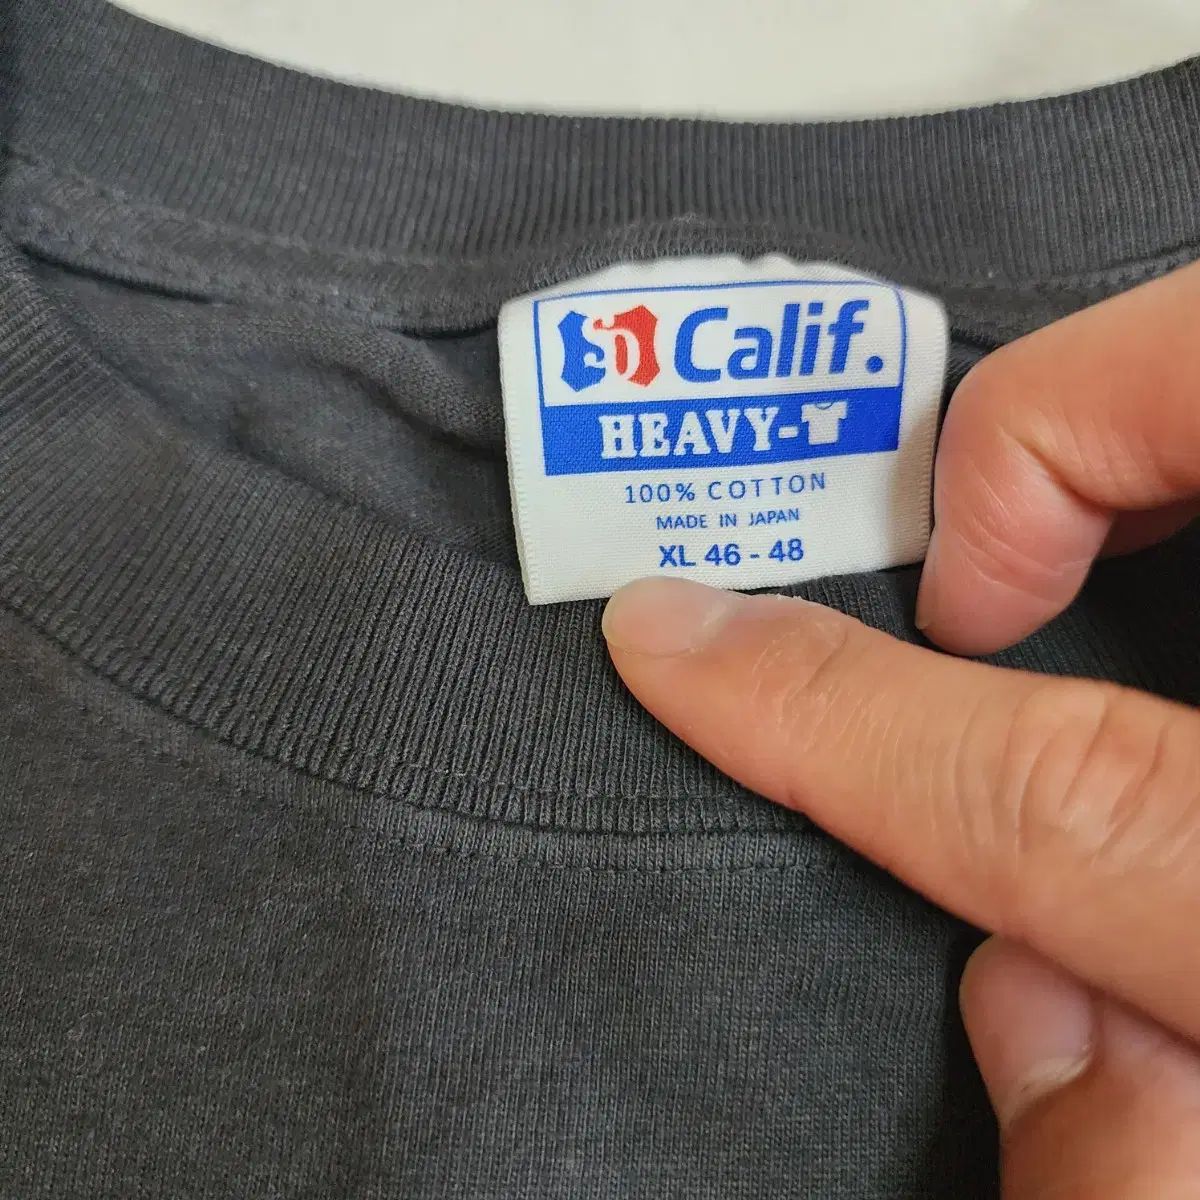 SD Calif.
HEAVY-
100% COTTON
MADE IN JAPAN
XL 46 - 48